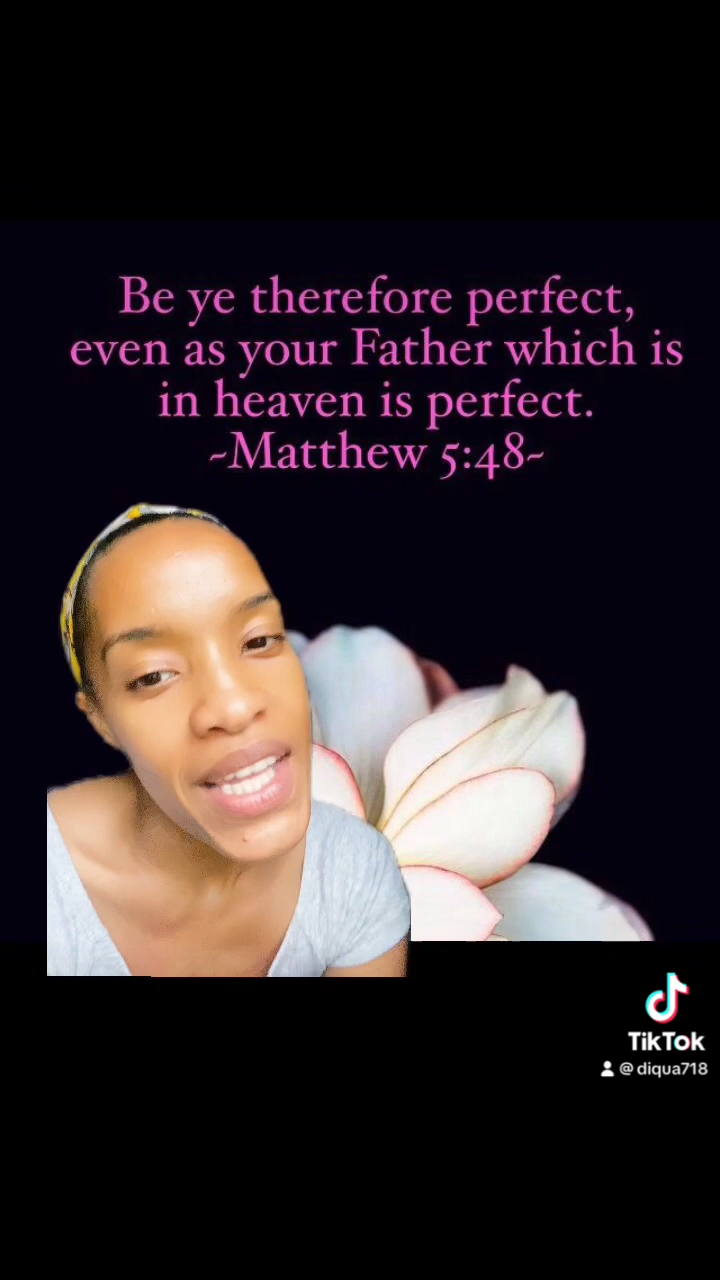 Be ye therefore perfect,
even as your Father which is
in heaven is perfect.
~Matthew 5:48~
TikTok
@diqua718